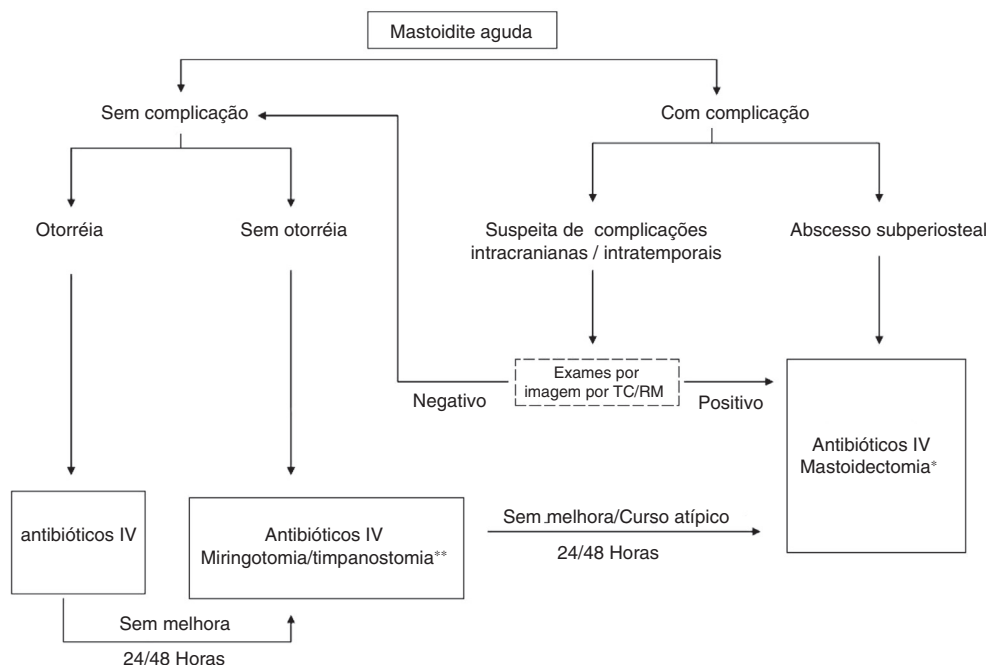 Mastoidite aguda
Sem complicação
Com complicação
Otorréia
Sem otorréia
Suspeita de complicações
intracranianas / intratemporais
Abscesso subperiosteal
Exames por
imagem por TC/RM
Negativo
Positivo
Antibióticos IV
Mastoidectomia*
antibióticos IV
Antibióticos IV
Miringotomia/timpanostomia**
Sem melhora/Curso atípico
24/48 Horas
Sem melhora
24/48 Horas